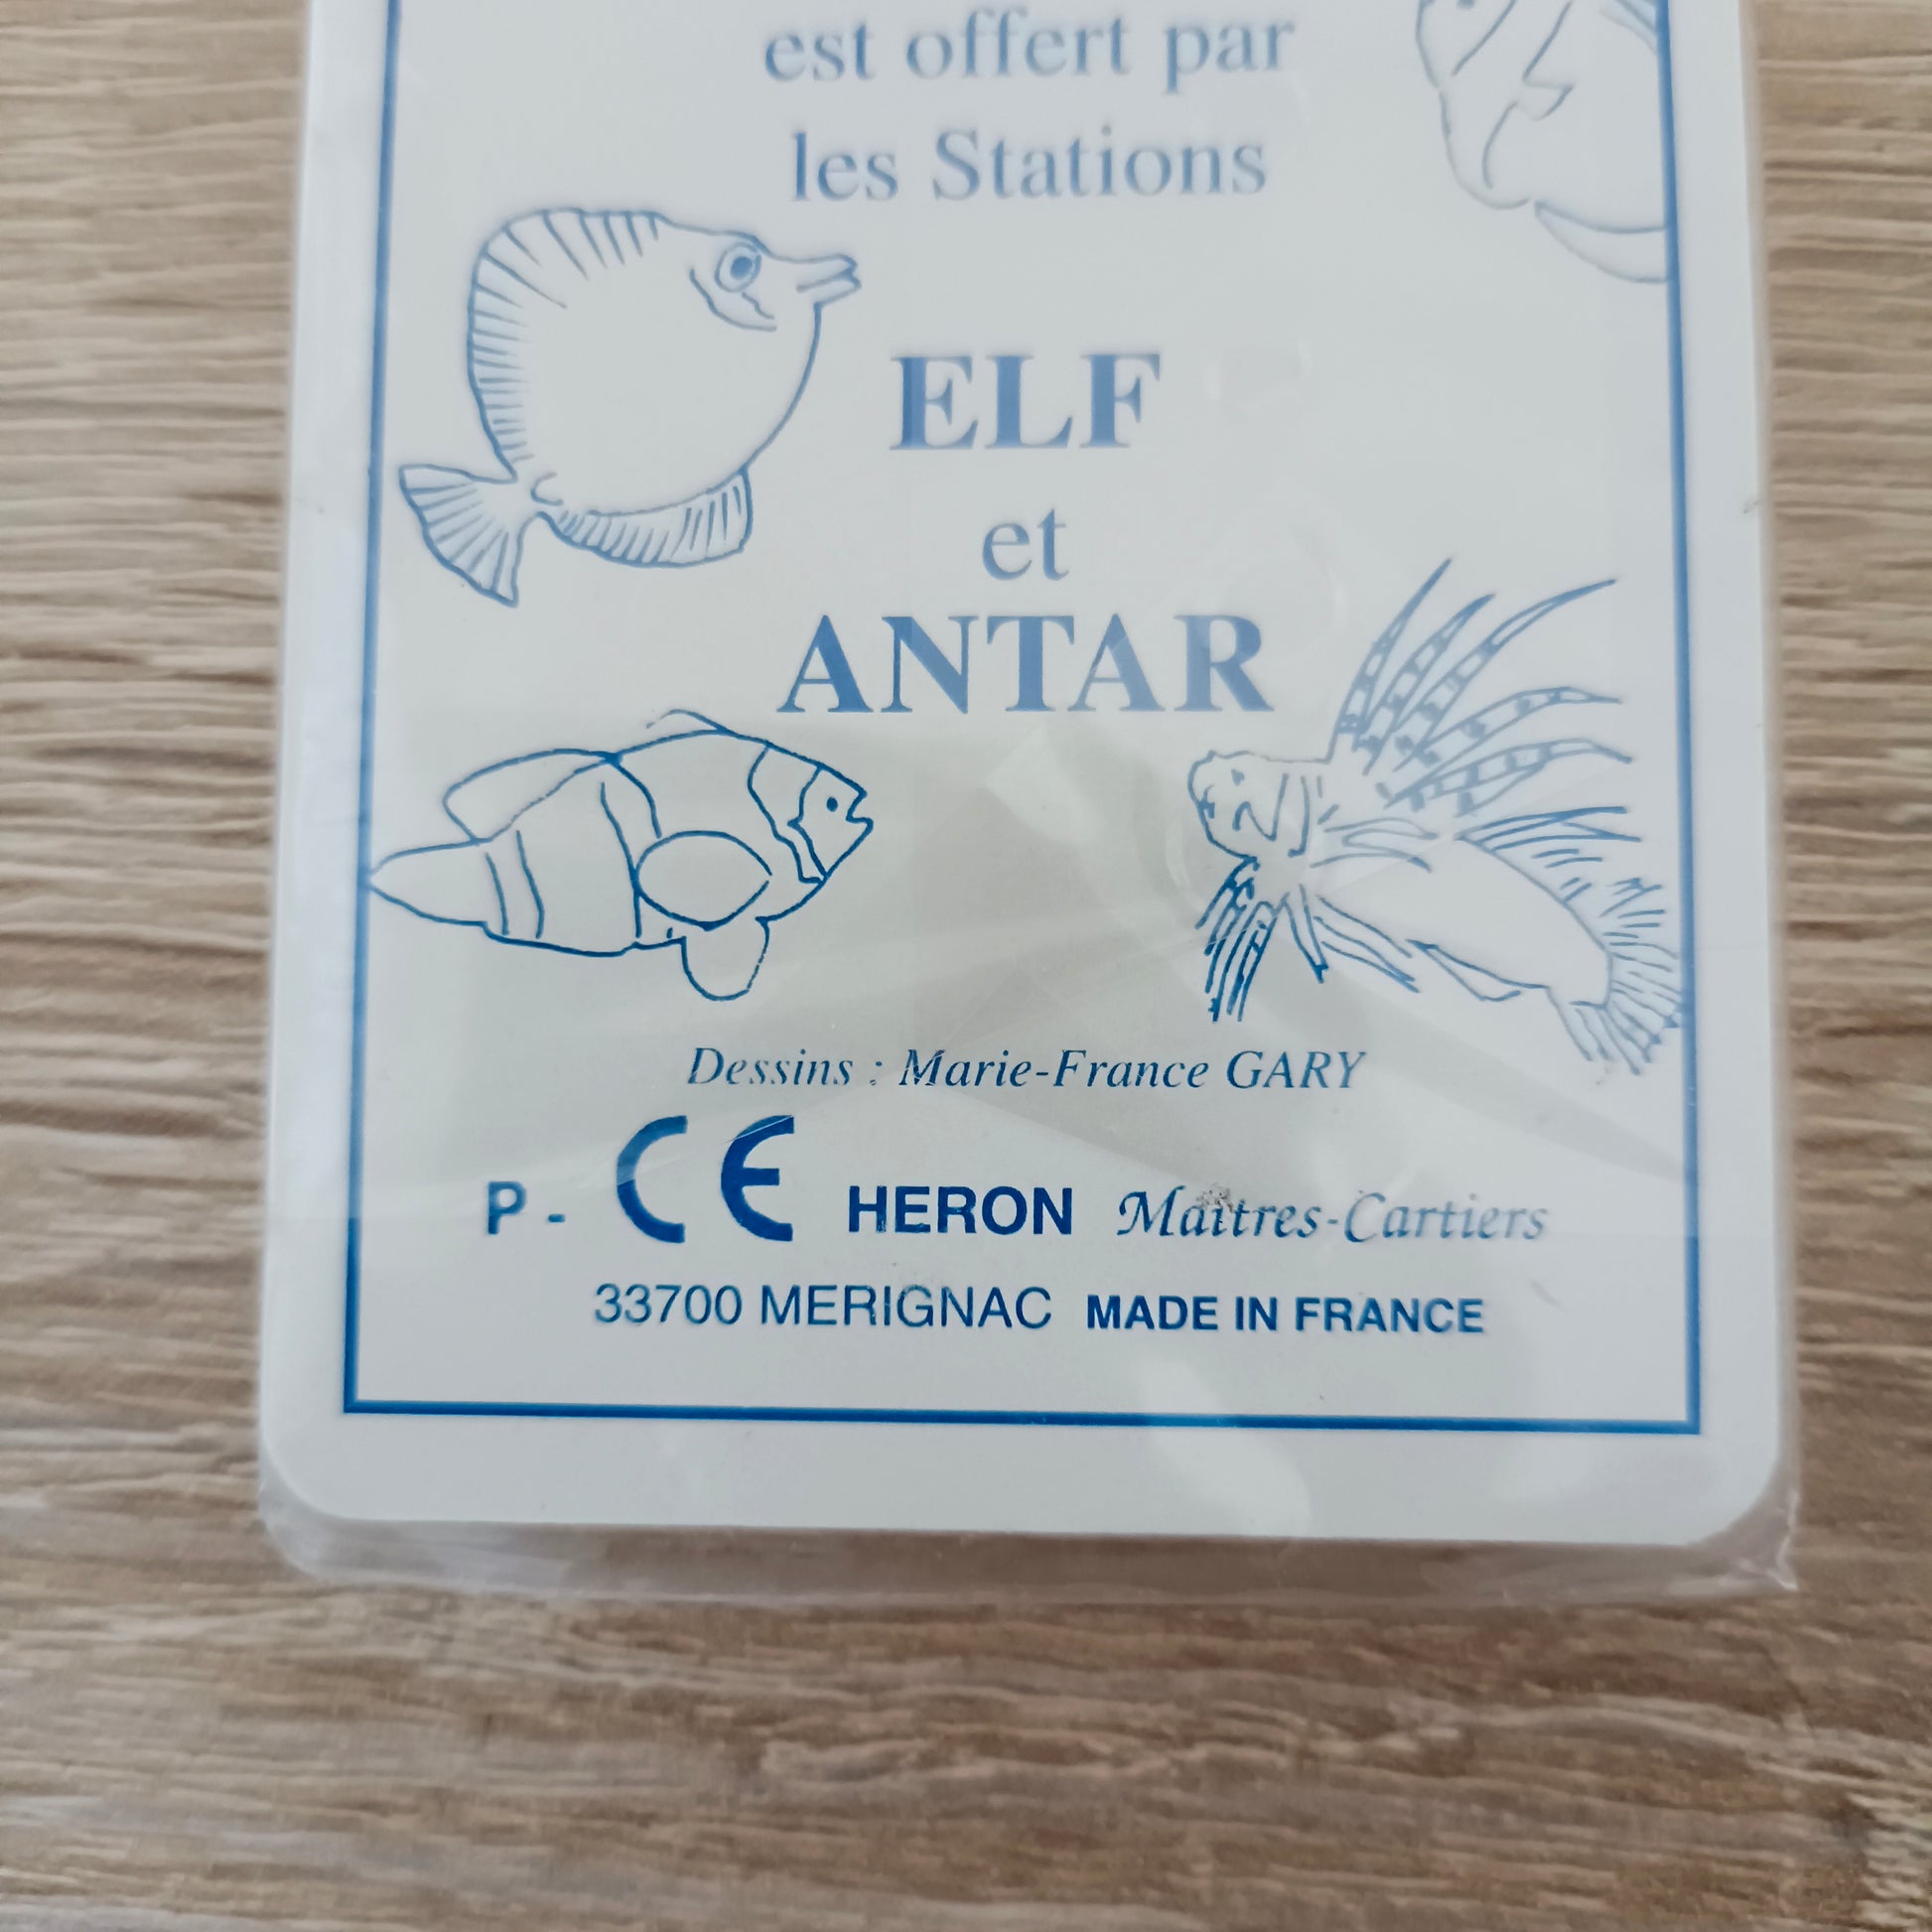 est offert par
les Stations
ELF
et
ANTAR
Dessins : Marie-France GARY
P - CE HERON Maîtres-Cartiers
33700 MERIGNAC MADE IN FRANCE